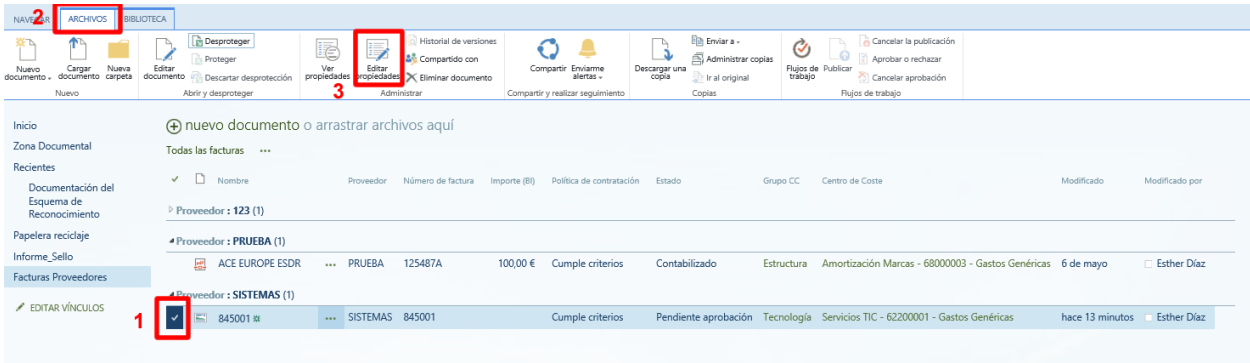 NAVEGAR ARCHIVOS BIBLIOTECA
2
Nuevo documento
Cargar documento
Nueva carpeta
Nuevo
Editar documento
Desproteger
Proteger
Descartar desprotección
Abrir y desproteger
Ver propiedades
Editar propiedades
3
Historial de versiones
Compartido con
Eliminar documento
Administrar
Compartir
Enviarme alertas
Compartir y realizar seguimiento
Descargar una copia
Enviar a
Administrar copias
Ir al original
Copias
Flujos de trabajo
Publicar
Cancelar la publicación
Aprobar o rechazar
Cancelar aprobación
Flujos de trabajo
Inicio
Zona Documental
Recientes
Documentación del
Esquema de
Reconocimiento
Papelera reciclaje
Informe_Sello
Facturas Proveedores
EDITAR VÍNCULOS
nuevo documento o arrastrar archivos aquí
Todas las facturas ...
Nombre Proveedor Número de factura Importe (BI) Política de contratación Estado Grupo CC Centro de Coste Modificado Modificado por
Proveedor : 123 (1)
Proveedor : PRUEBA (1)
ACE EUROPE ESDR ... PRUEBA 125487A 100,00 € Cumple criterios Contabilizado Estructura Amortización Marcas - 68000003 - Gastos Genéricas 6 de mayo Esther Díaz
Proveedor : SISTEMAS (1)
1
845001 ... SISTEMAS 845001 Cumple criterios Pendiente aprobación Tecnología Servicios TIC - 62200001 - Gastos Genéricas hace 13 minutos Esther Díaz